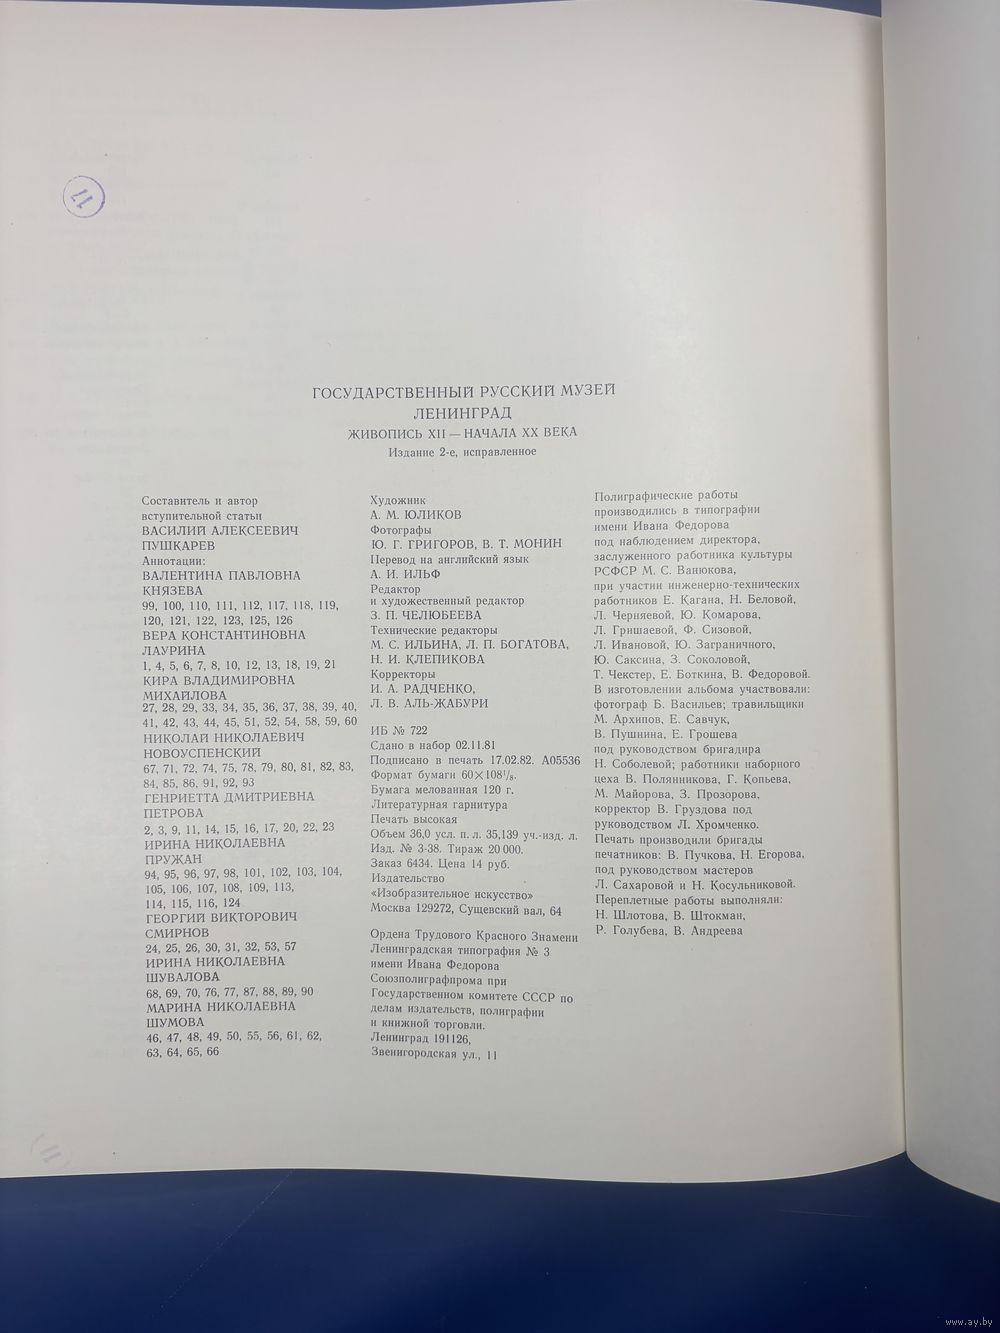 17
ГОСУДАРСТВЕННЫЙ РУССКИЙ МУЗЕЙ
ЛЕНИНГРАД
ЖИВОПИСЬ XII — НАЧАЛА XX ВЕКА
Издание 2-е, исправленное
Составитель и автор
вступительной статьи
ВАСИЛИЙ АЛЕКСЕЕВИЧ
ПУШКАРЕВ
Аннотации:
ВАЛЕНТИНА ПАВЛОВНА
КНЯЗЕВА
99, 100, 110, 111, 112, 117, 118, 119,
120, 121, 122, 123, 125, 126
ВЕРА КОНСТАНТИНОВНА
ЛАУРИНА
1, 4, 5, 6, 7, 8, 10, 12, 13, 18, 19, 21
КИРА ВЛАДИМИРОВНА
МИХАЙЛОВА
27, 28, 29, 33, 34, 35, 36, 37, 38, 39, 40,
41, 42, 43, 44, 45, 51, 52, 54, 58, 59, 60
НИКОЛАЙ НИКОЛАЕВИЧ
НОВОУСПЕНСКИЙ
67, 71, 72, 74, 75, 78, 79, 80, 81, 82, 83,
84, 85, 86, 91, 92, 93
ГЕНРИЕТТА ДМИТРИЕВНА
ПЕТРОВА
2, 3, 9, 11, 14, 15, 16, 17, 20, 22, 23
ИРИНА НИКОЛАЕВНА
ПРУЖАН
94, 95, 96, 97, 98, 101, 102, 103, 104,
105, 106, 107, 108, 109, 113,
114, 115, 116, 124
ГЕОРГИЙ ВИКТОРОВИЧ
СМИРНОВ
24, 25, 26, 30, 31, 32, 53, 57
ИРИНА НИКОЛАЕВНА
ШУВАЛОВА
68, 69, 70, 76, 77, 87, 88, 89, 90
МАРИНА НИКОЛАЕВНА
ШУМОВА
46, 47, 48, 49, 50, 55, 56, 61, 62,
63, 64, 65, 66
Художник
А. М. ЮЛИКОВ
Фотографы
Ю. Г. ГРИГОРОВ, В. Т. МОНИН
Перевод на английский язык
А. И. ИЛЬФ
Редактор
и художественный редактор
З. П. ЧЕЛЮБЕЕВА
Технические редакторы
М. С. ИЛЬИНА, Л. П. БОГАТОВА,
Н. И. КЛЕПИКОВА
Корректоры
И. А. РАДЧЕНКО,
Л. В. АЛЬ-ЖАБУРИ
ИБ № 722
Сдано в набор 02.11.81
Подписано в печать 17.02.82. А05536
Формат бумаги 60×108¹/₈.
Бумага мелованная 120 г.
Литературная гарнитура
Печать высокая
Объем 36,0 усл. п. л. 35,139 уч.-изд. л.
Изд. № 3-38. Тираж 20 000.
Заказ 6434. Цена 14 руб.
Издательство
«Изобразительное искусство»
Москва 129272, Сущевский вал, 64
Ордена Трудового Красного Знамени
Ленинградская типография № 3
имени Ивана Федорова
Союзполиграфпрома при
Государственном комитете СССР по
делам издательств, полиграфии
и книжной торговли.
Ленинград 191126,
Звенигородская ул., 11
Полиграфические работы
производились в типографии
имени Ивана Федорова
под наблюдением директора,
заслуженного работника культуры
РСФСР М. С. Ванюкова,
при участии инженерно-технических
работников Е. Кагана, Н. Беловой,
Л. Черняевой, Ю. Комарова,
Л. Гришаевой, Ф. Сизовой,
Л. Ивановой, Ю. Заграничного,
Ю. Саксина, З. Соколовой,
Т. Чекстер, Е. Боткина, В. Федоровой.
В изготовлении альбома участвовали:
фотограф Б. Васильев; травильщики
М. Архипов, Е. Савчук,
В. Пушнина, Е. Грошева
под руководством бригадира
Н. Соболевой; работники наборного
цеха В. Полянникова, Г. Копьева,
М. Майорова, З. Прозорова,
корректор В. Груздова под
руководством Л. Хромченко.
Печать производили бригады
печатников: В. Пучкова, Н. Егорова,
под руководством мастеров
Л. Сахаровой и Н. Косульниковой.
Переплетные работы выполняли:
Н. Шлотова, В. Штокман,
Р. Голубева, В. Андреева
www.ay.by